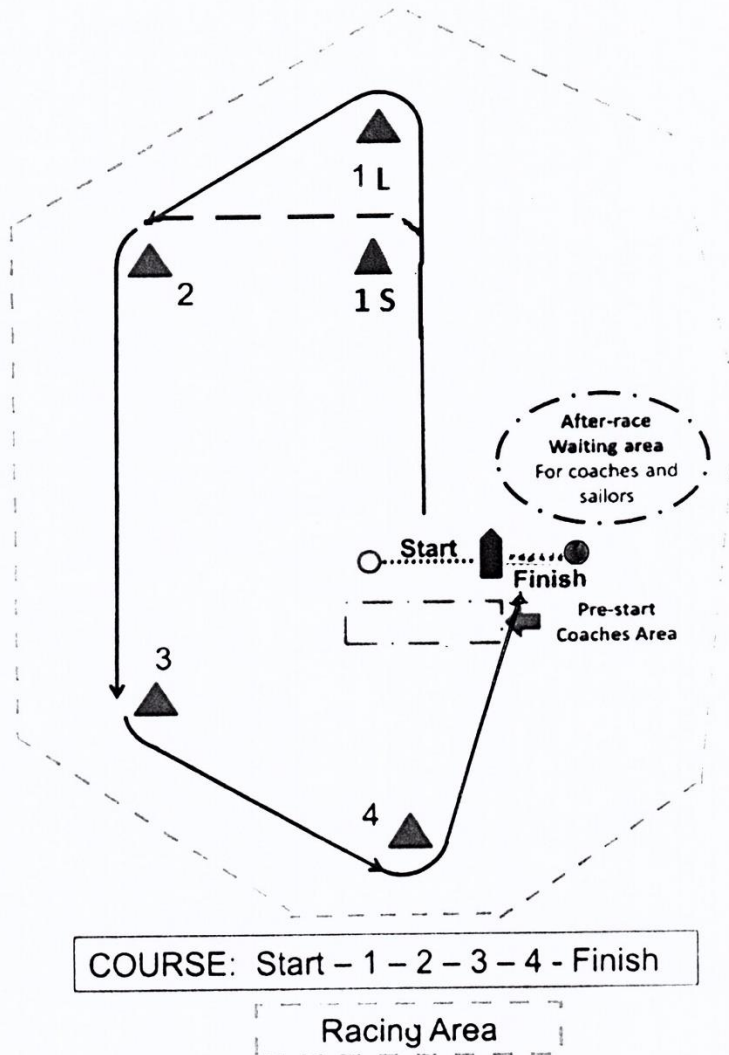 1 L
2
1 S
After-race
Waiting area
For coaches and
sailors
Start
Finish
Pre-start
Coaches Area
3
4
COURSE: Start – 1 – 2 – 3 – 4 - Finish
Racing Area